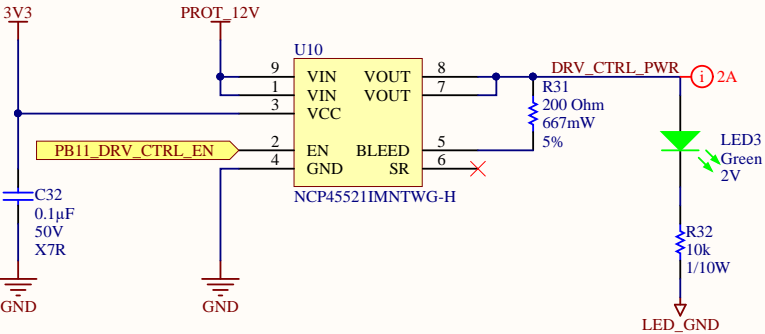 3V3
PROT_12V
U10
9 VIN VOUT 8
1 VIN VOUT 7
3 VCC
2 EN BLEED 5
4 GND SR 6
NCP45521IMNTWG-H
PB11_DRV_CTRL_EN
C32
0.1µF
50V
X7R
GND
GND
DRV_CTRL_PWR
i 2A
R31
200 Ohm
667mW
5%
LED3
Green
2V
R32
10k
1/10W
LED_GND